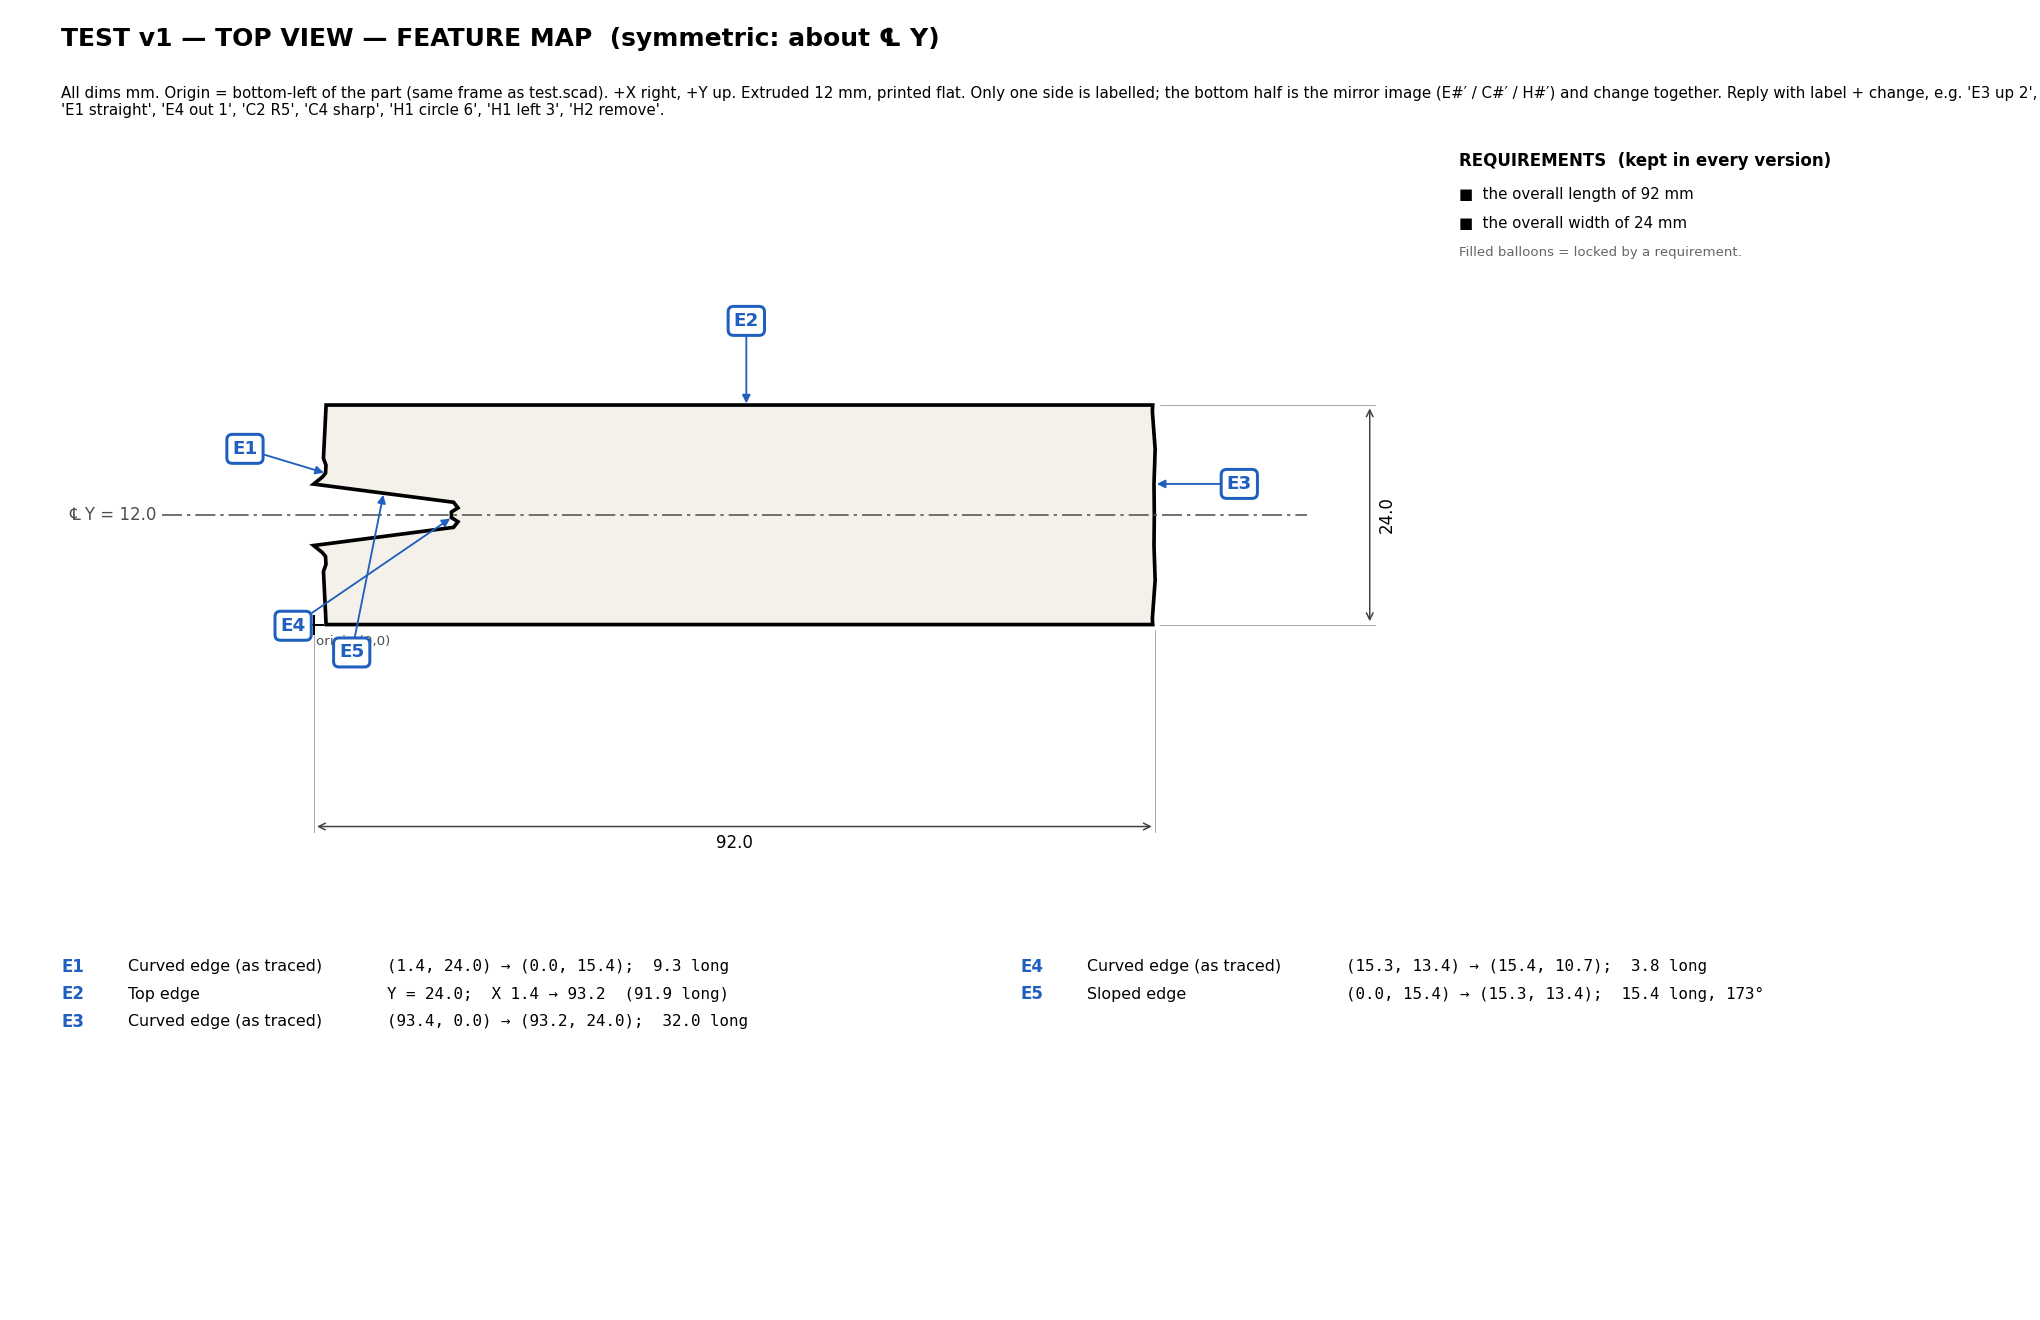 TEST v1 — TOP VIEW — FEATURE MAP (symmetric: about ℄ Y)
All dims mm. Origin = bottom-left of the part (same frame as test.scad). +X right, +Y up. Extruded 12 mm, printed flat. Only one side is labelled; the bottom half is the mirror image (E#′ / C#′ / H#′) and change together. Reply with label + change, e.g. 'E3 up 2',
'E1 straight', 'E4 out 1', 'C2 R5', 'C4 sharp', 'H1 circle 6', 'H1 left 3', 'H2 remove'.
REQUIREMENTS (kept in every version)
■ the overall length of 92 mm
■ the overall width of 24 mm
Filled balloons = locked by a requirement.
E2
E1
E3
℄ Y = 12.0
24.0
E4
E5
92.0
E1 Curved edge (as traced) (1.4, 24.0) → (0.0, 15.4); 9.3 long
E2 Top edge Y = 24.0; X 1.4 → 93.2 (91.9 long)
E3 Curved edge (as traced) (93.4, 0.0) → (93.2, 24.0); 32.0 long
E4 Curved edge (as traced) (15.3, 13.4) → (15.4, 10.7); 3.8 long
E5 Sloped edge (0.0, 15.4) → (15.3, 13.4); 15.4 long, 173°